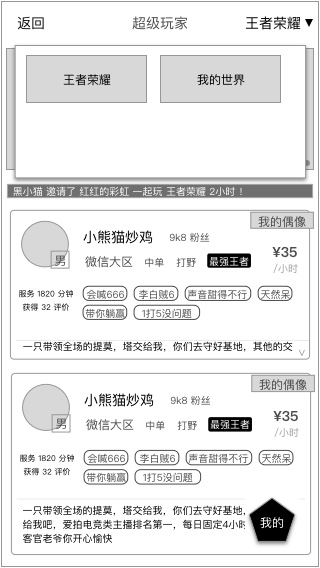 返回 超级玩家 王者荣耀 ▼
王者荣耀 我的世界
黑小猫 邀请了 红红的彩虹 一起玩 王者荣耀 2小时！
我的偶像
小熊猫炒鸡 9k8 粉丝
¥35
男 微信大区 中单 打野 最强王者
/小时
服务 1820 分钟 会喊666 李白贼6 声音甜得不行 天然呆
获得 32 评价 带你躺赢 1打5没问题
一只带领全场的提莫，塔交给我，你们去守好基地，其他的交
我的偶像
小熊猫炒鸡 9k8 粉丝
¥35
男 微信大区 中单 打野 最强王者
/小时
服务 1820 分钟 会喊666 李白贼6 声音甜得不行 天然呆
获得 32 评价 带你躺赢 1打5没问题
一只带领全场的提莫，塔交给我，你们去守好基地，
给我吧，爱拍电竞类主播排名第一，每日固定4小时
客官老爷你开心愉快
我的